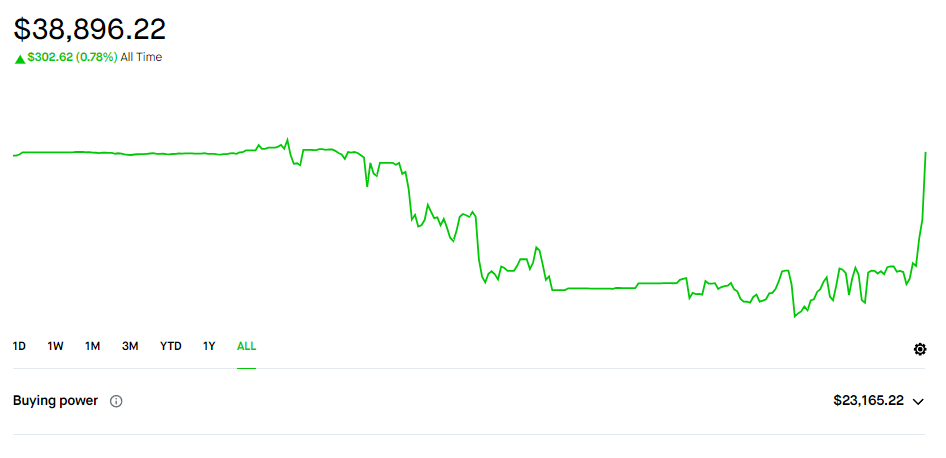 $38,896.22
▲ $302.62 (0.78%) All Time
1D 1W 1M 3M YTD 1Y ALL
Buying power $23,165.22